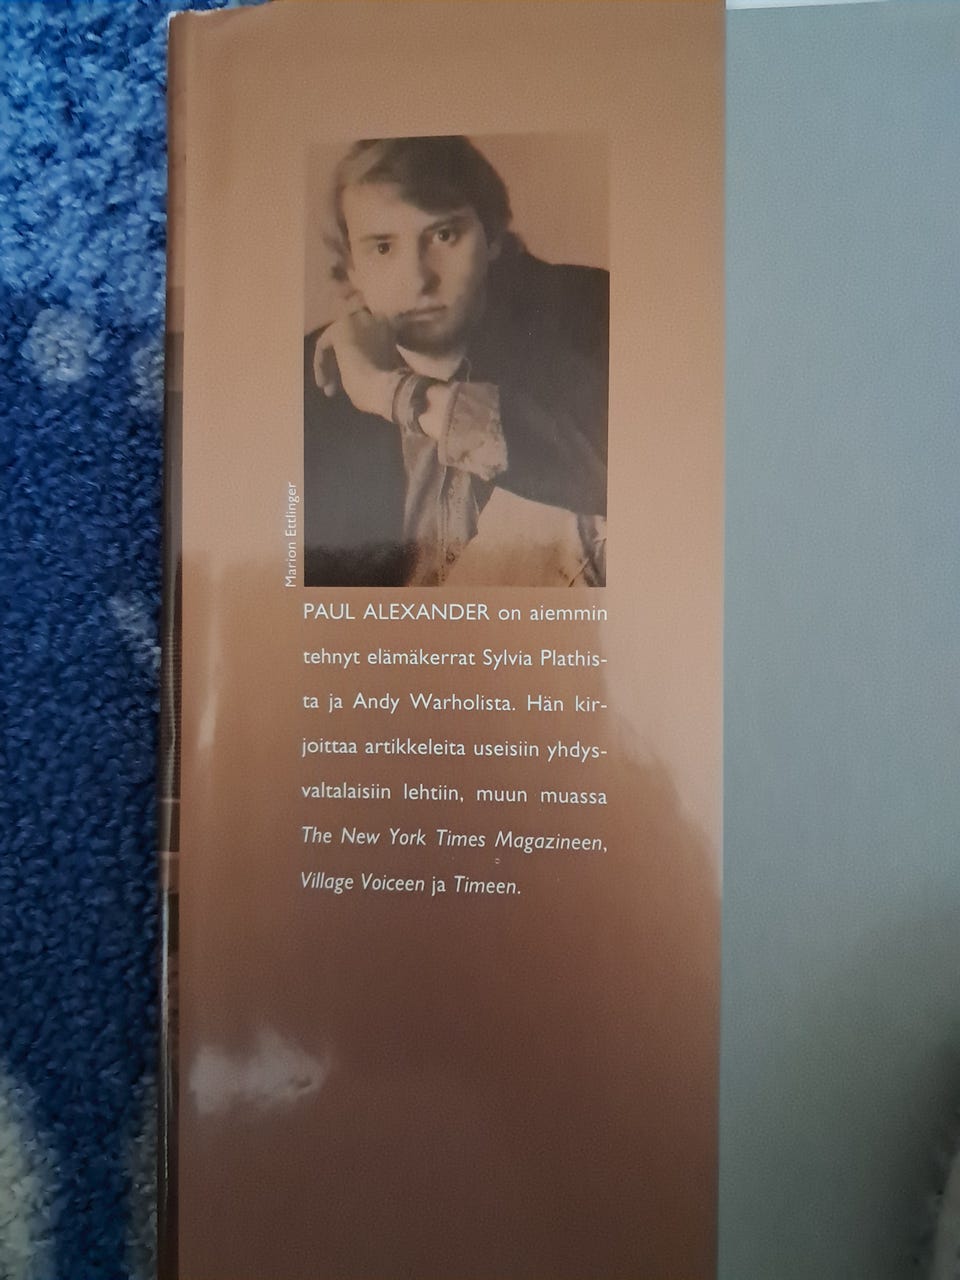 Marion Ettlinger
PAUL ALEXANDER on aiemmin
tehnyt elämäkerrat Sylvia Plathis-
ta ja Andy Warholista. Hän kir-
joittaa artikkeleita useisiin yhdys-
valtalaisiin lehtiin, muun muassa
The New York Times Magazineen,
Village Voiceen ja Timeen.